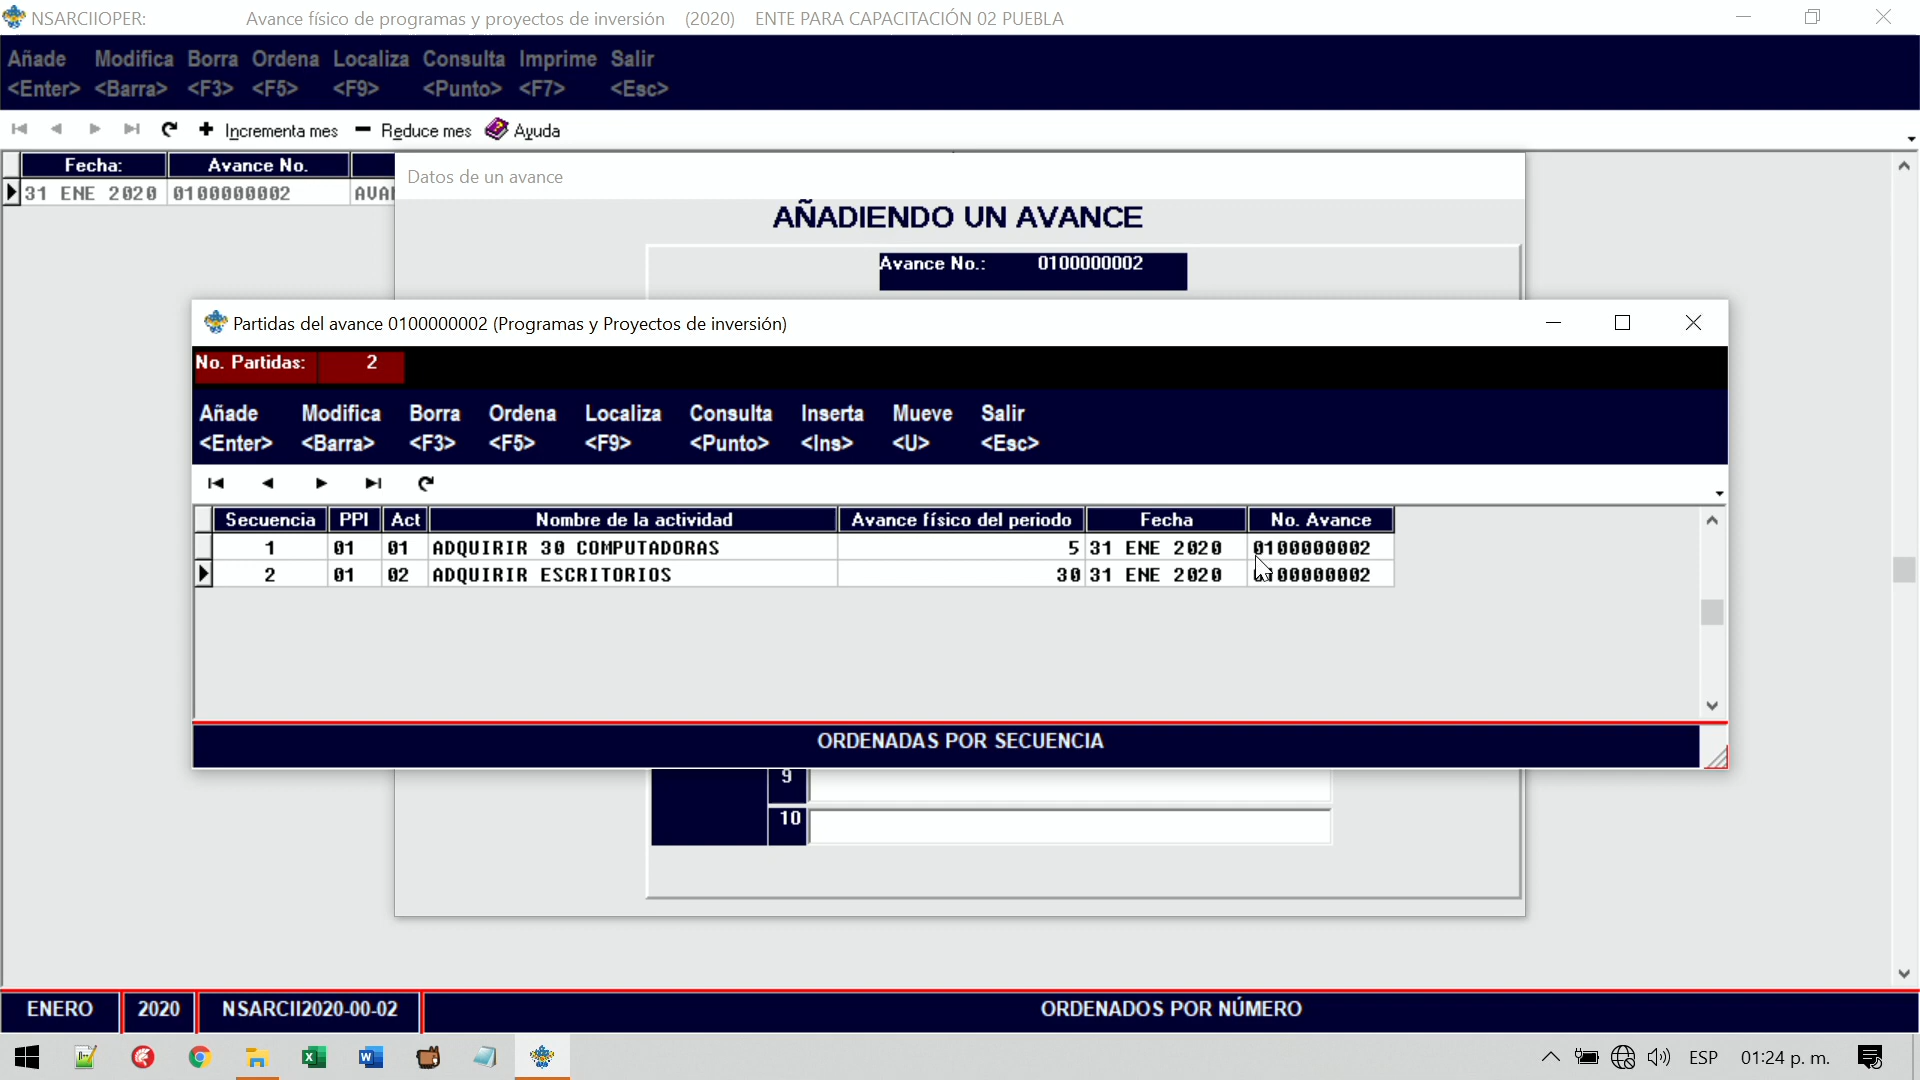 NSARCIIOPER: Avance físico de programas y proyectos de inversión (2020) ENTE PARA CAPACITACIÓN 02 PUEBLA
Añade Modifica Borra Ordena Localiza Consulta Imprime Salir
<Enter> <Barra> <F3> <F5> <F9> <Punto> <F7> <Esc>
Incrementa mes Reduce mes Ayuda
Fecha: Avance No.
31 ENE 2020 0100000002 AVA
Datos de un avance
AÑADIENDO UN AVANCE
Avance No.: 0100000002
Partidas del avance 0100000002 (Programas y Proyectos de inversión)
No. Partidas: 2
Añade Modifica Borra Ordena Localiza Consulta Inserta Mueve Salir
<Enter> <Barra> <F3> <F5> <F9> <Punto> <Ins> <U> <Esc>
Secuencia PPI Act Nombre de la actividad Avance físico del periodo Fecha No. Avance
1 01 01 ADQUIRIR 30 COMPUTADORAS 5 31 ENE 2020 0100000002
2 01 02 ADQUIRIR ESCRITORIOS 30 31 ENE 2020 0100000002
ORDENADAS POR SECUENCIA
9
10
ENERO 2020 NSARCII2020-00-02 ORDENADOS POR NÚMERO
ESP 01:24 p. m.